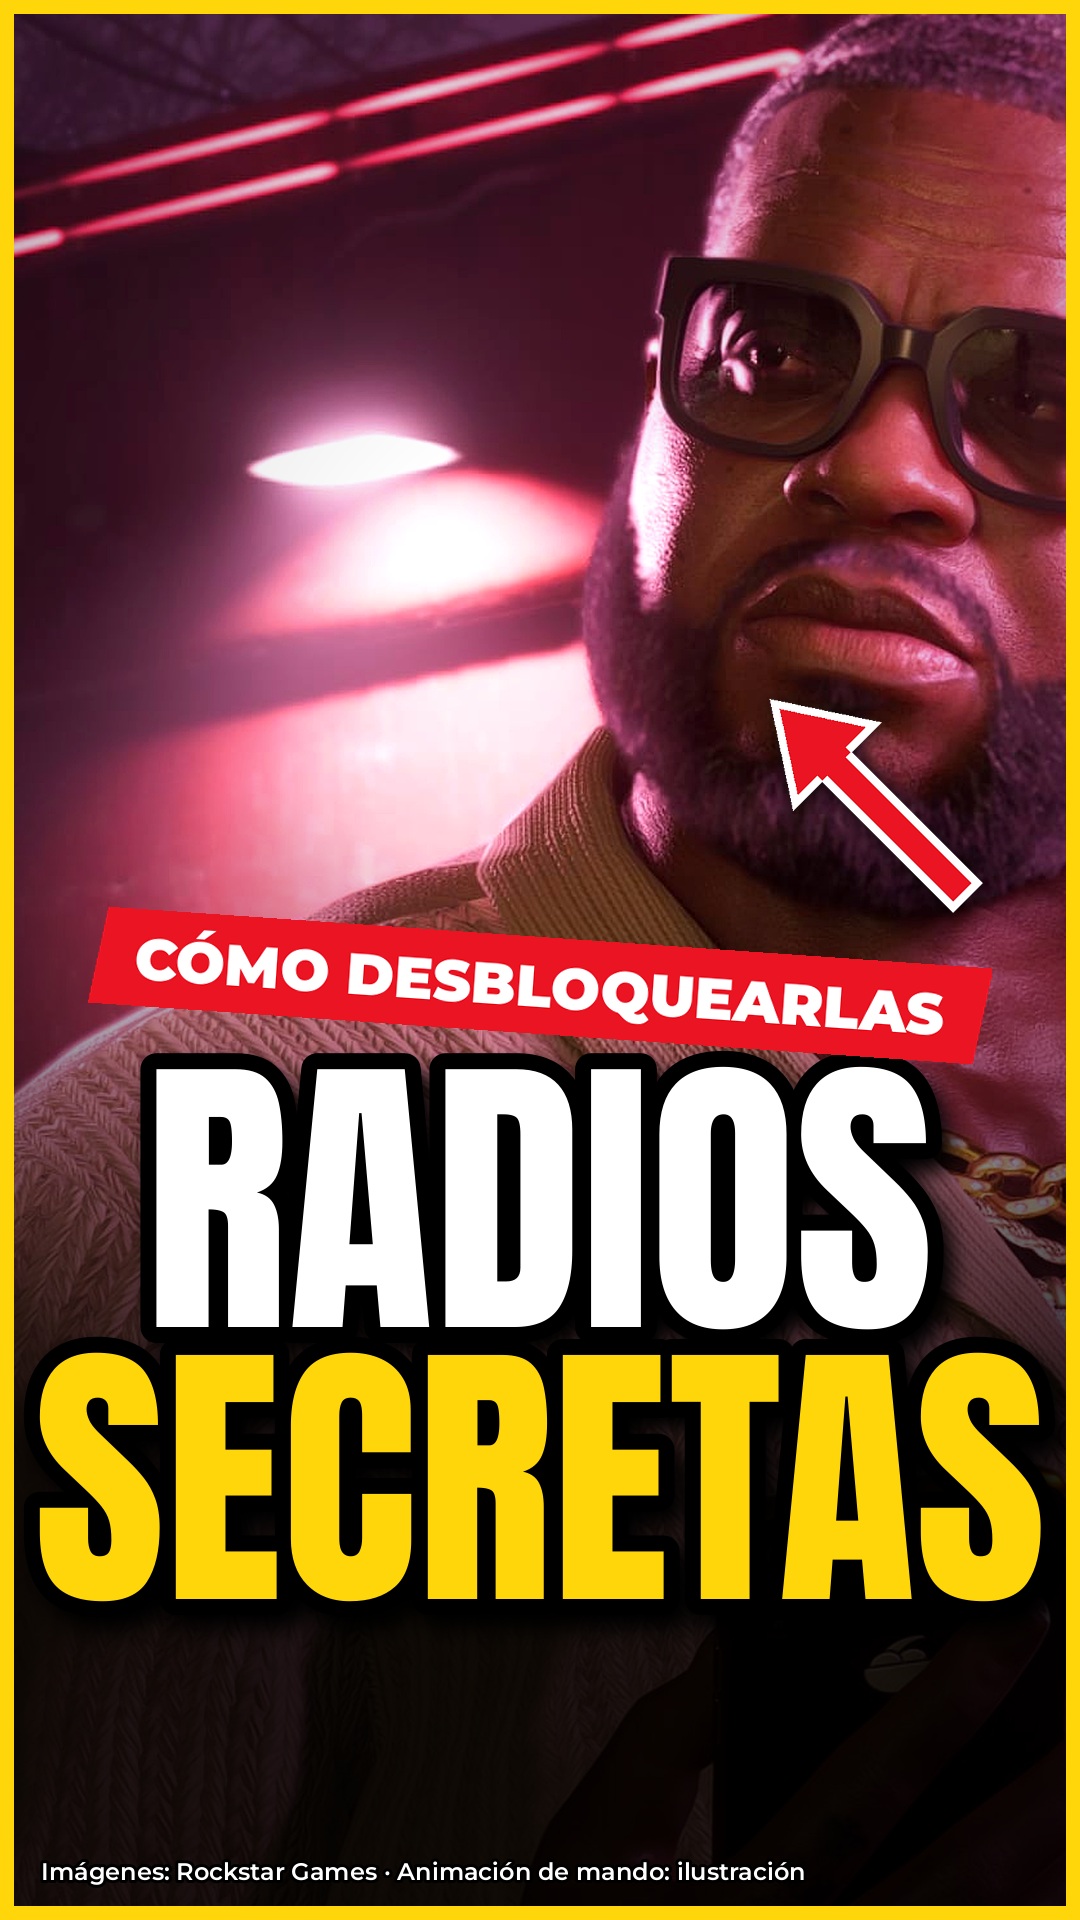 CÓMO DESBLOQUEARLAS
RADIOS
SECRETAS
Imágenes: Rockstar Games · Animación de mando: ilustración